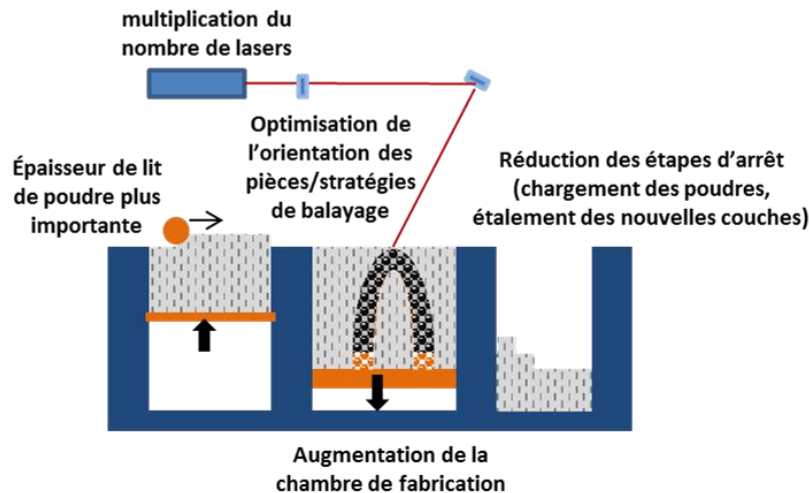 multiplication du
nombre de lasers
Optimisation de
l'orientation des
pièces/stratégies
de balayage
Épaisseur de lit
de poudre plus
importante
Réduction des étapes d'arrêt
(chargement des poudres,
étalement des nouvelles couches)
Augmentation de la
chambre de fabrication